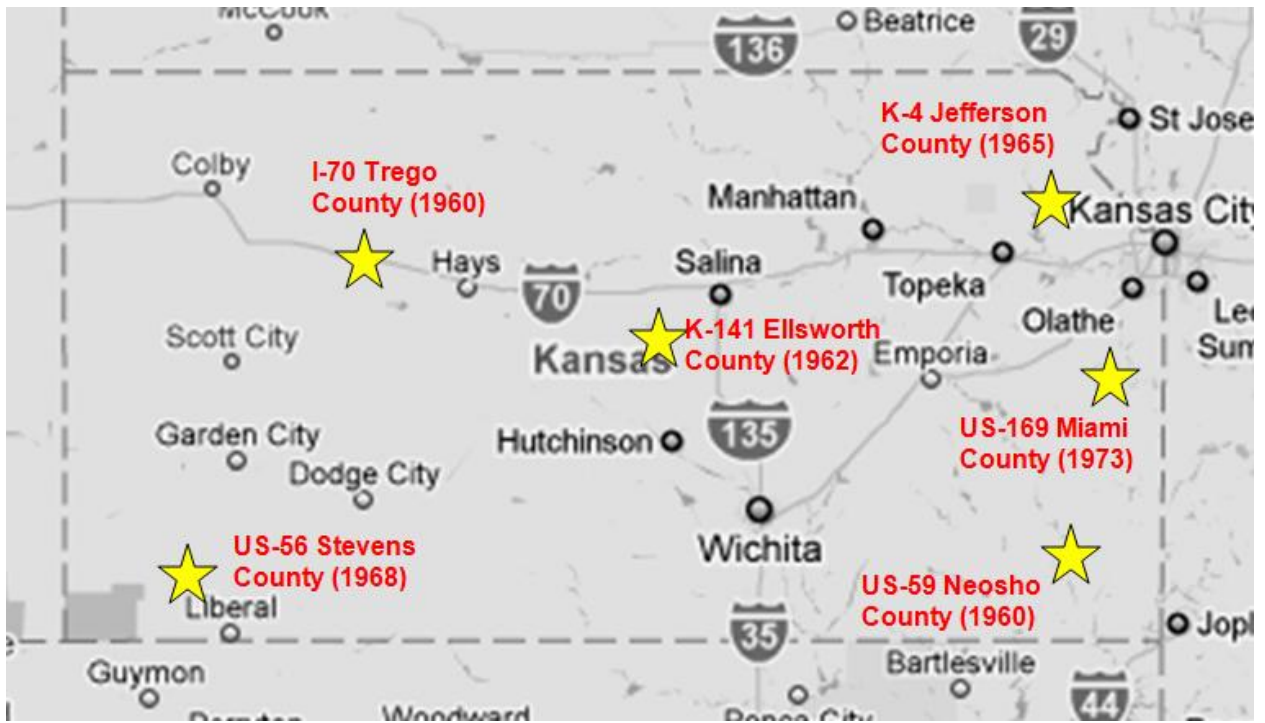 McCook
136
Beatrice
29
K-4 Jefferson
County (1965)
St Jose
Colby
I-70 Trego
County (1960)
Manhattan
Kansas City
Hays
70
Salina
Topeka
Olathe
Lee
Sum
Scott City
K-141 Ellsworth
County (1962)
Kansas
Emporia
Garden City
Dodge City
Hutchinson
135
US-169 Miami
County (1973)
Wichita
US-56 Stevens
County (1968)
Liberal
US-59 Neosho
County (1960)
35
Jopl
Guymon
Bartlesville
44
Woodward
Ponca City